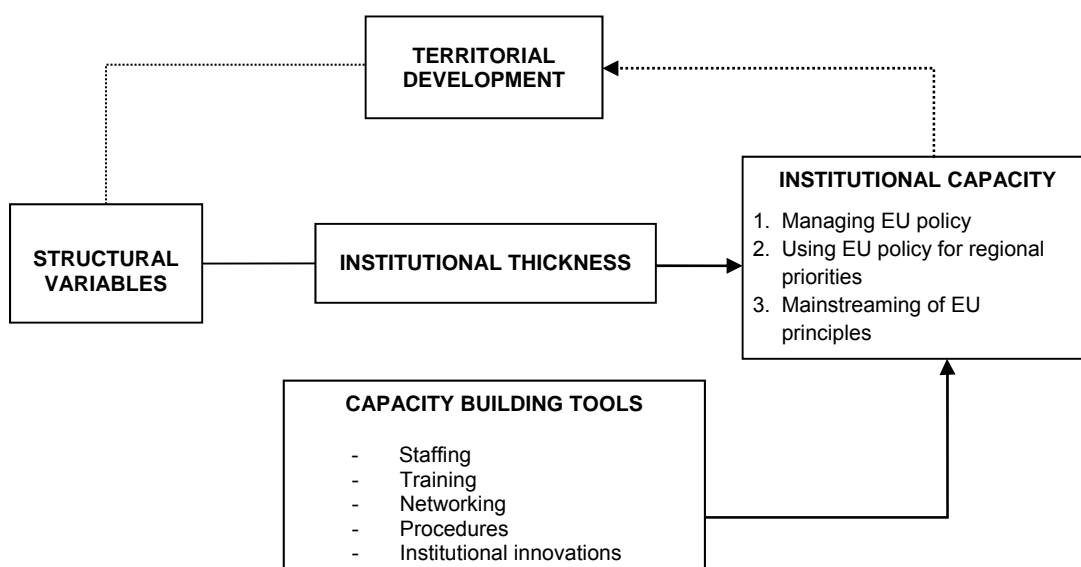 TERRITORIAL
DEVELOPMENT
INSTITUTIONAL CAPACITY
1. Managing EU policy
2. Using EU policy for regional
priorities
3. Mainstreaming of EU
principles
STRUCTURAL
VARIABLES
INSTITUTIONAL THICKNESS
CAPACITY BUILDING TOOLS
- Staffing
- Training
- Networking
- Procedures
- Institutional innovations